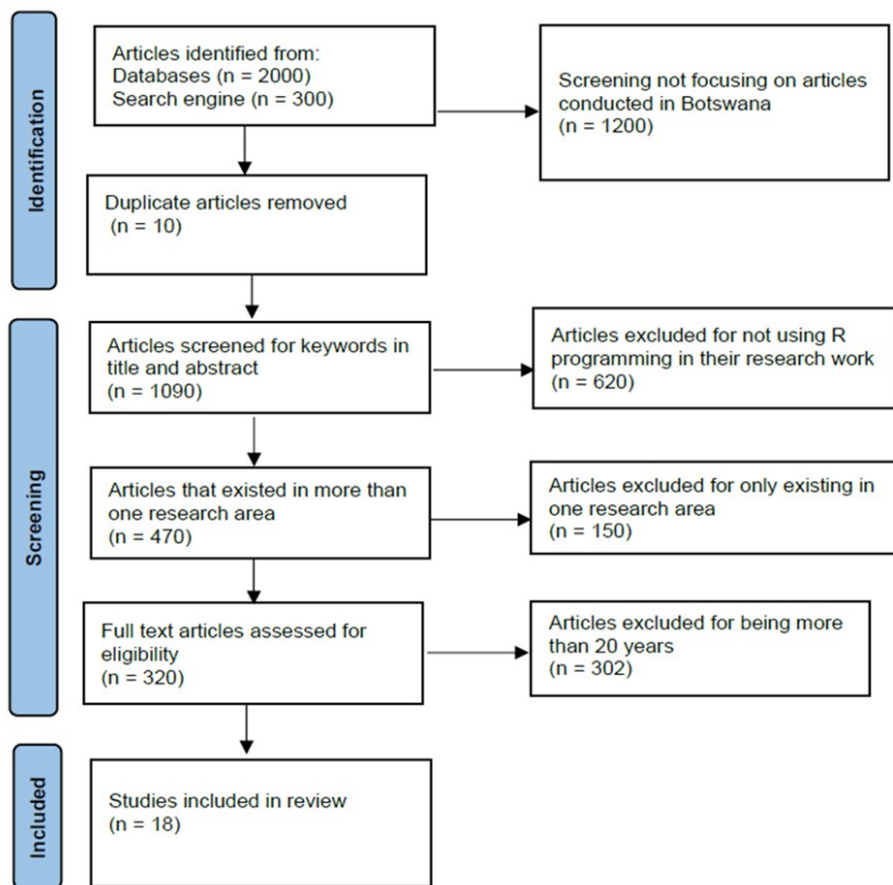 Identification
Articles identified from:
Databases (n = 2000)
Search engine (n = 300)
Screening not focusing on articles
conducted in Botswana
(n = 1200)
Duplicate articles removed
(n = 10)
Screening
Articles screened for keywords in
title and abstract
(n = 1090)
Articles excluded for not using R
programming in their research work
(n = 620)
Articles that existed in more than
one research area
(n = 470)
Articles excluded for only existing in
one research area
(n = 150)
Full text articles assessed for
eligibility
(n = 320)
Articles excluded for being more
than 20 years
(n = 302)
Included
Studies included in review
(n = 18)